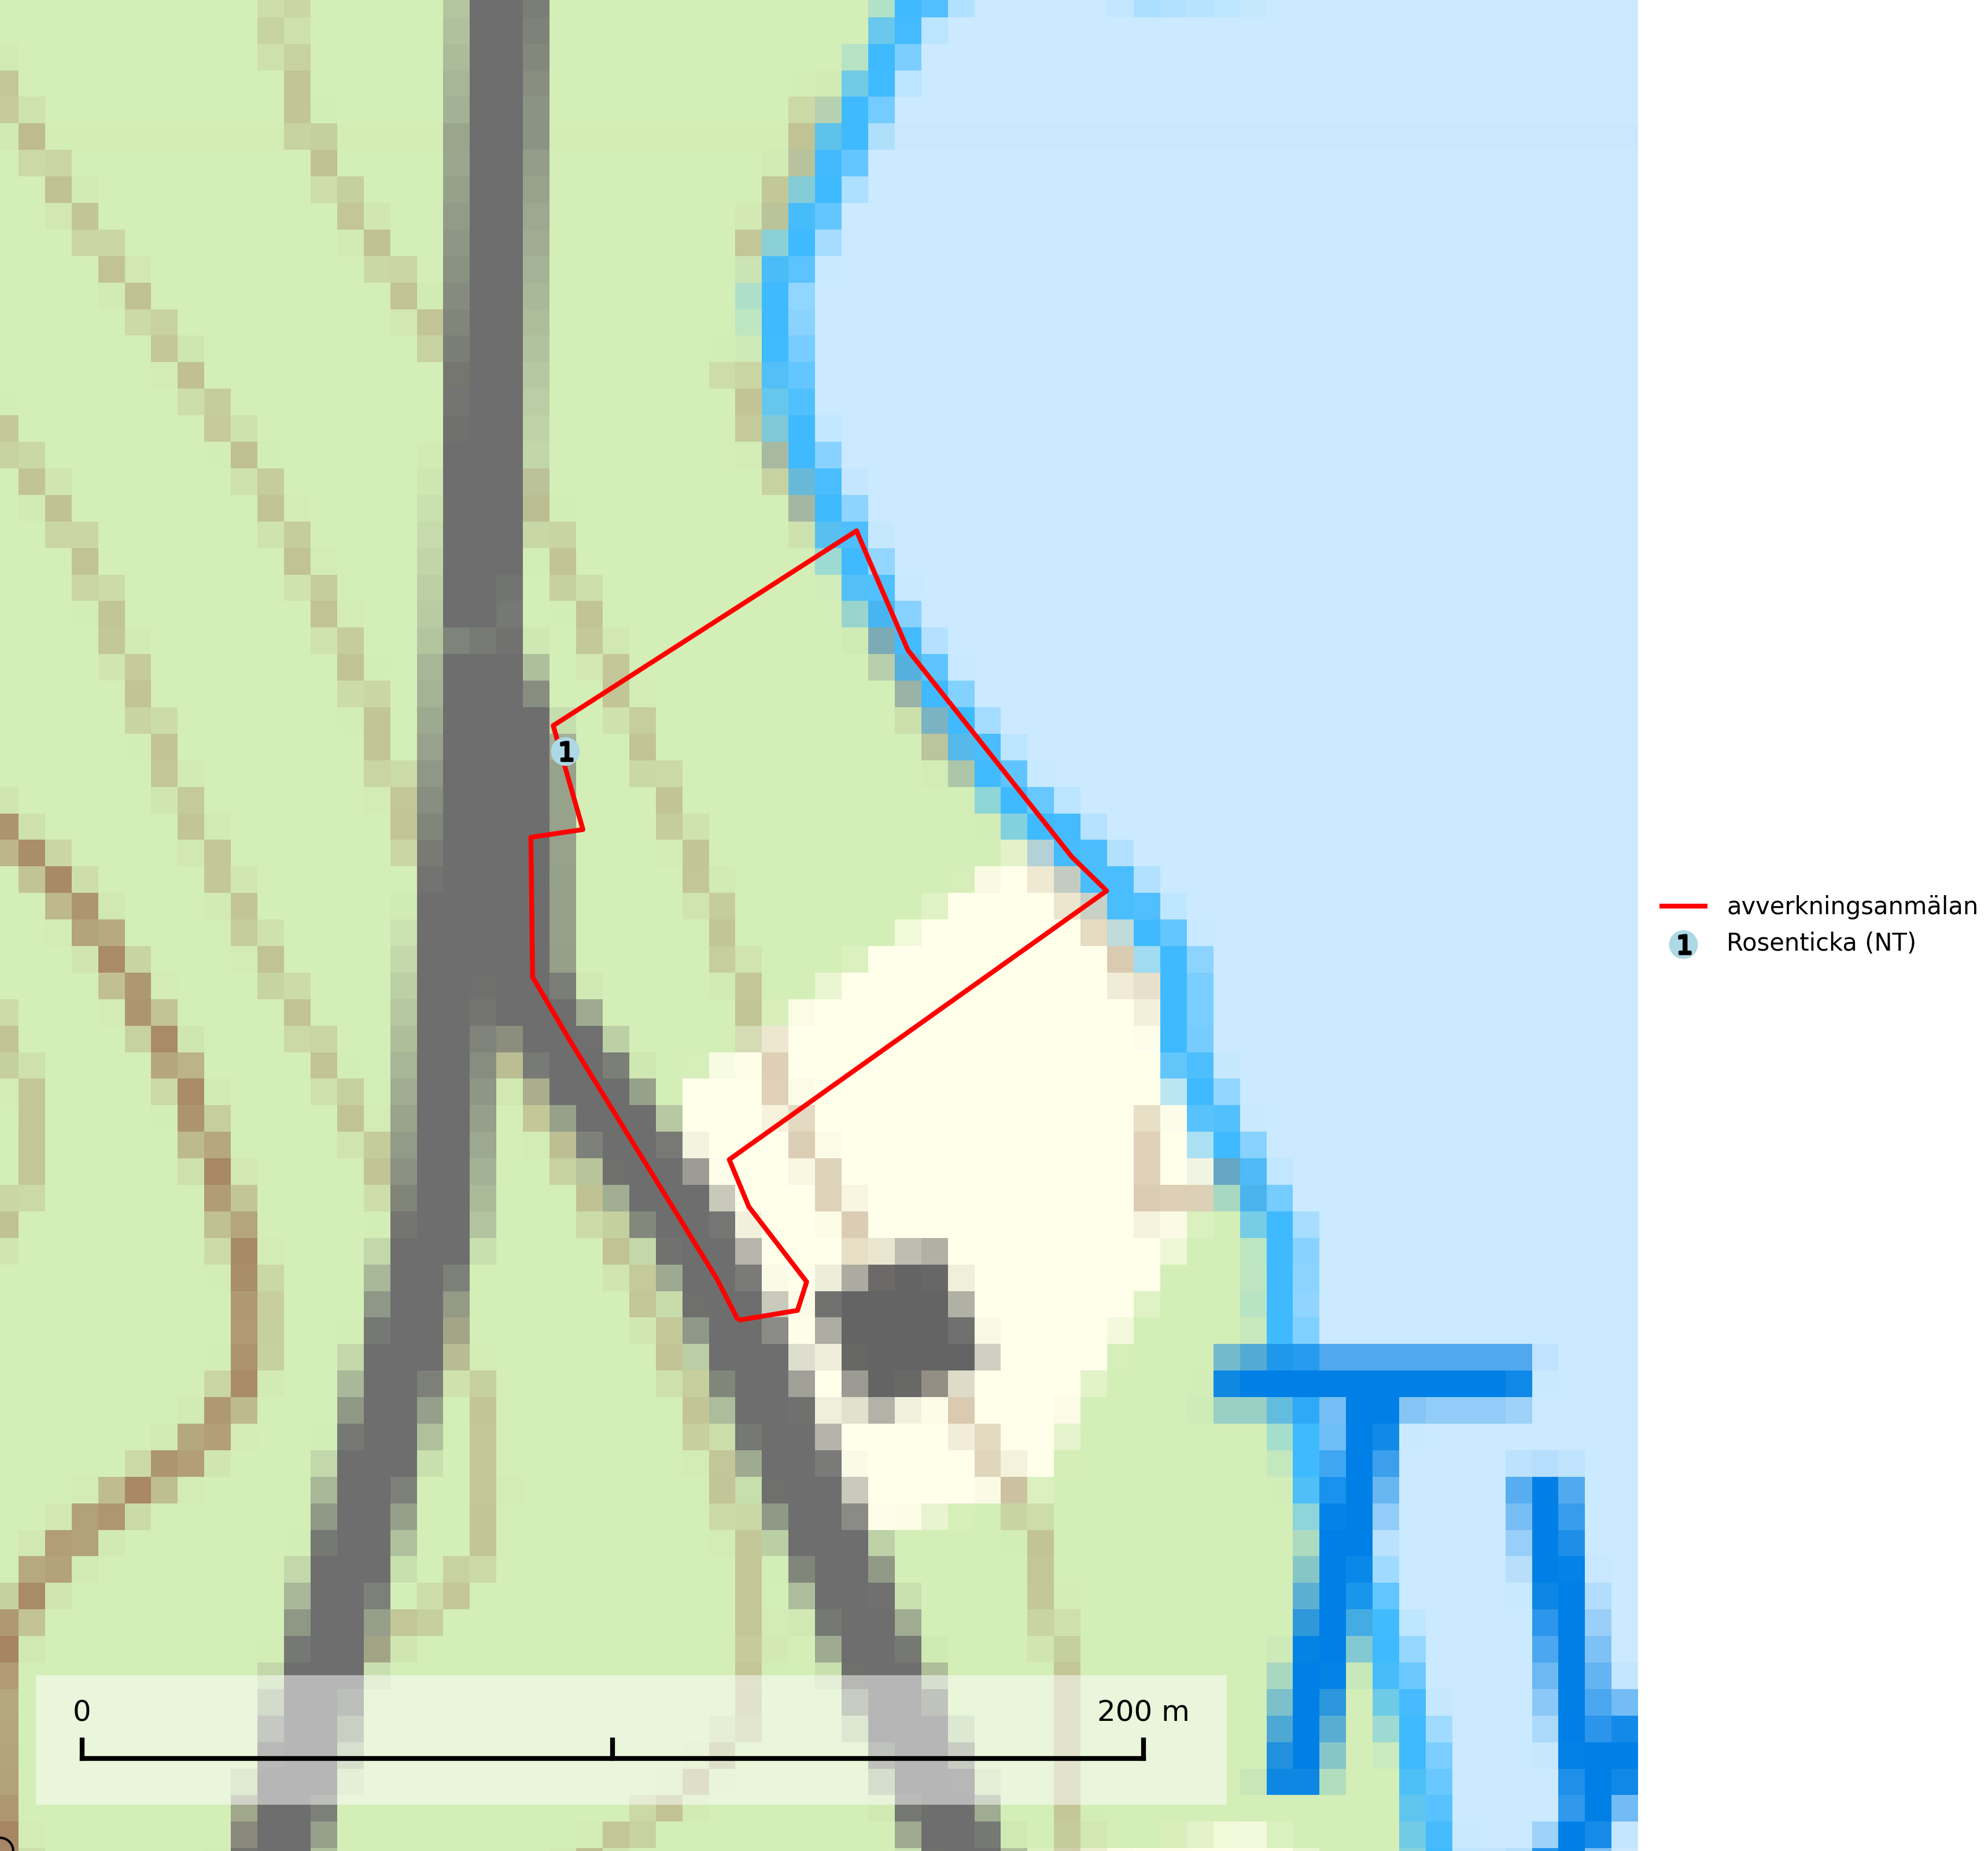 1
1 avverkningsanmälan
Rosenticka (NT)
0 200 m